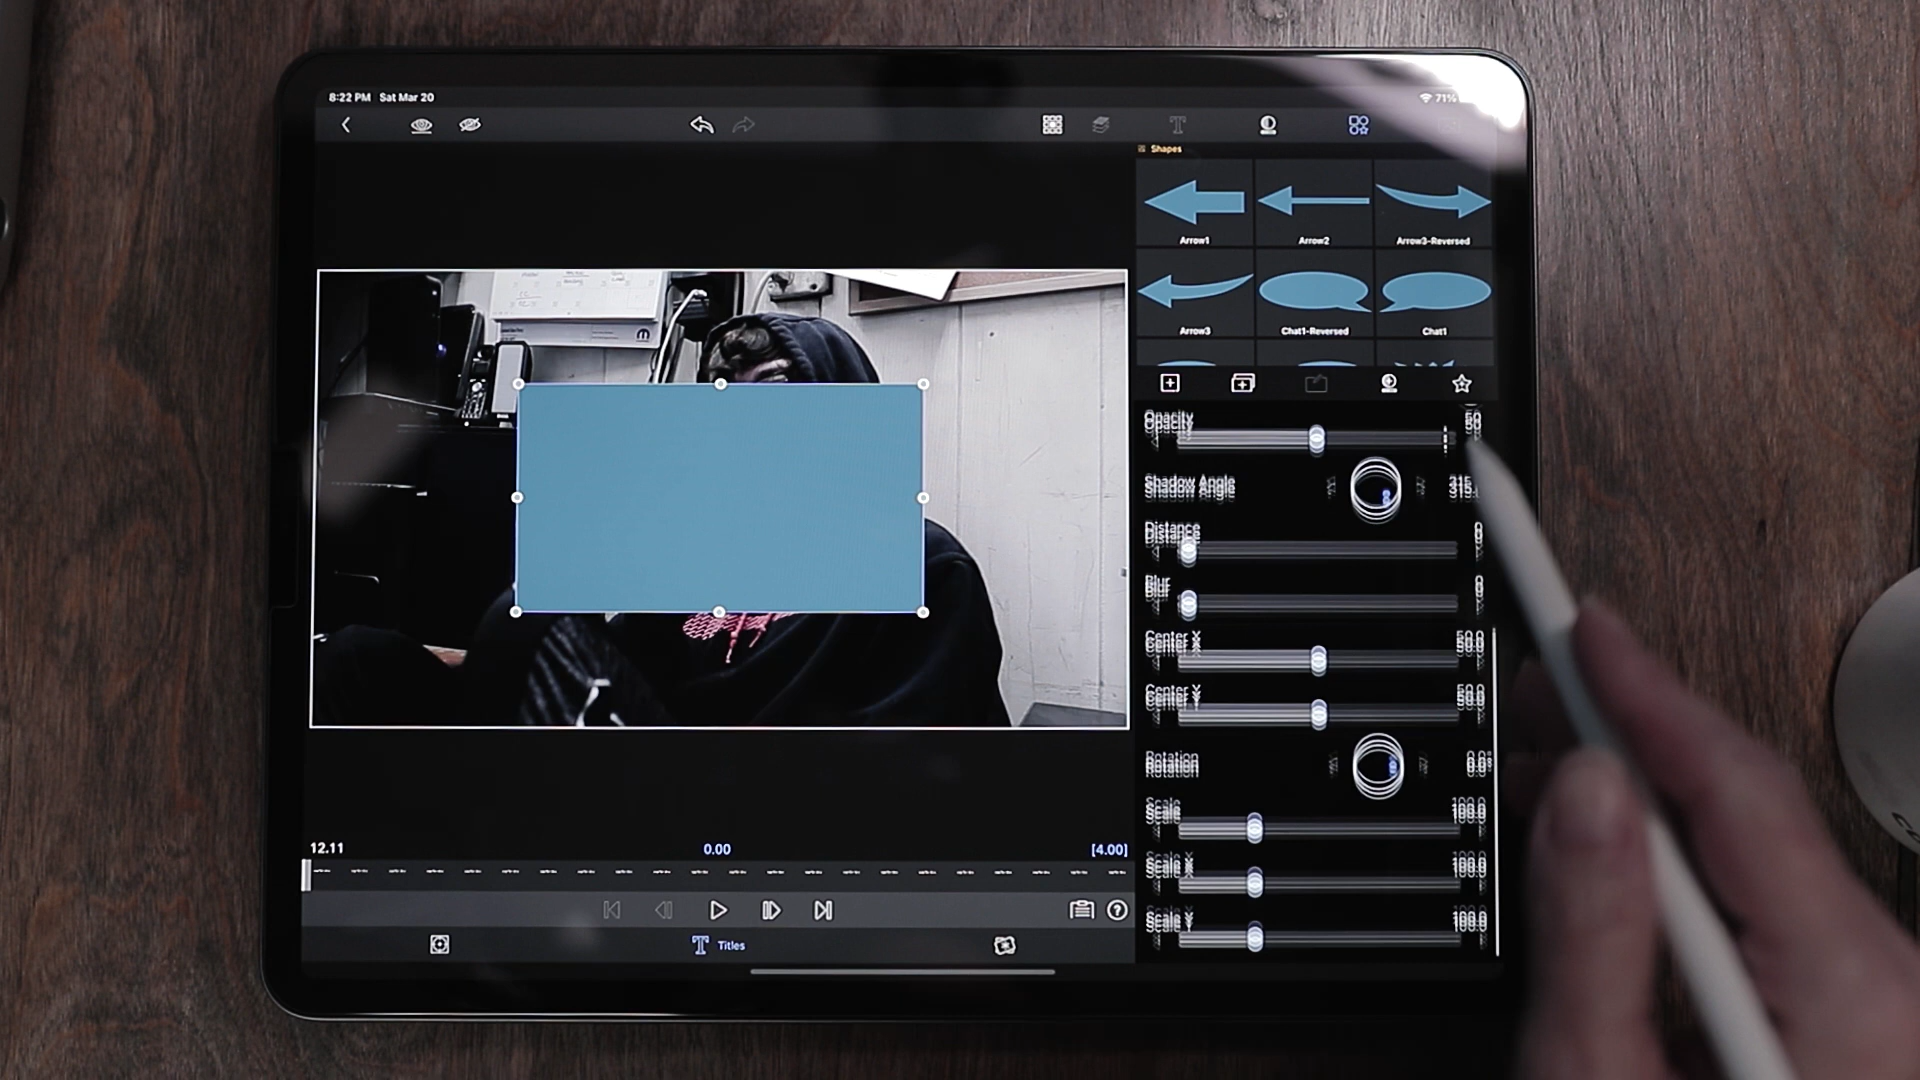 8:22 PM Sat Mar 20
71%
Shapes
Arrow1
Arrow2
Arrow3-Reversed
Arrow3
Chat1-Reversed
Chat1
Opacity
50
Shadow Angle
315.
Distance
0
Blur
0
Center X
50.0
Center Y
50.0
Rotation
0.0°
Scale
100.0
Scale X
100.0
Scale Y
100.0
12.11
0.00
[4.00]
Titles